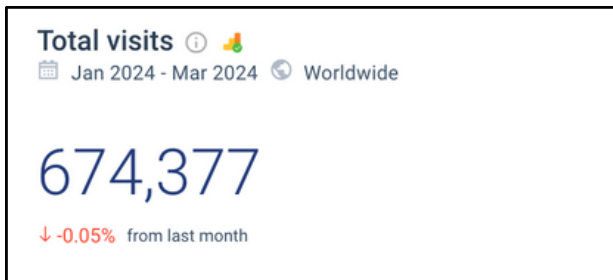 Total visits
Jan 2024 - Mar 2024 Worldwide
674,377
↓ -0.05% from last month